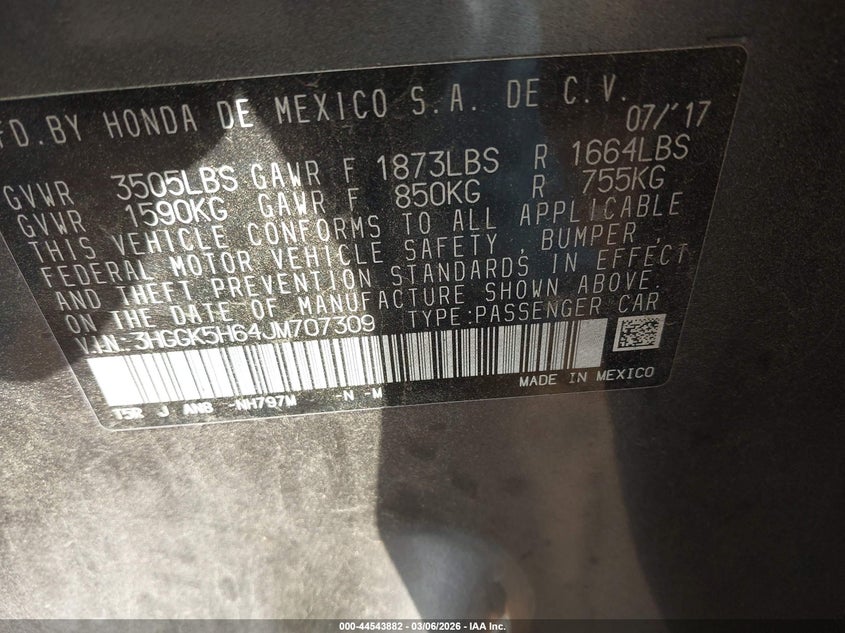 MFD.BY HONDA DE MEXICO S.A. DE C.V. 07/'17
GVWR 3505LBS GAWR F 1873LBS R 1664LBS
GVWR 1590KG GAWR F 850KG R 755KG
THIS VEHICLE CONFORMS TO ALL APPLICABLE
FEDERAL MOTOR VEHICLE SAFETY, BUMPER,
AND THEFT PREVENTION STANDARDS IN EFFECT
ON THE DATE OF MANUFACTURE SHOWN ABOVE.
VIN:3HGGK5H64JM707309 TYPE:PASSENGER CAR
MADE IN MEXICO
J -NH797M -N -M
000-44543882 - 03/06/2026 - IAA Inc.